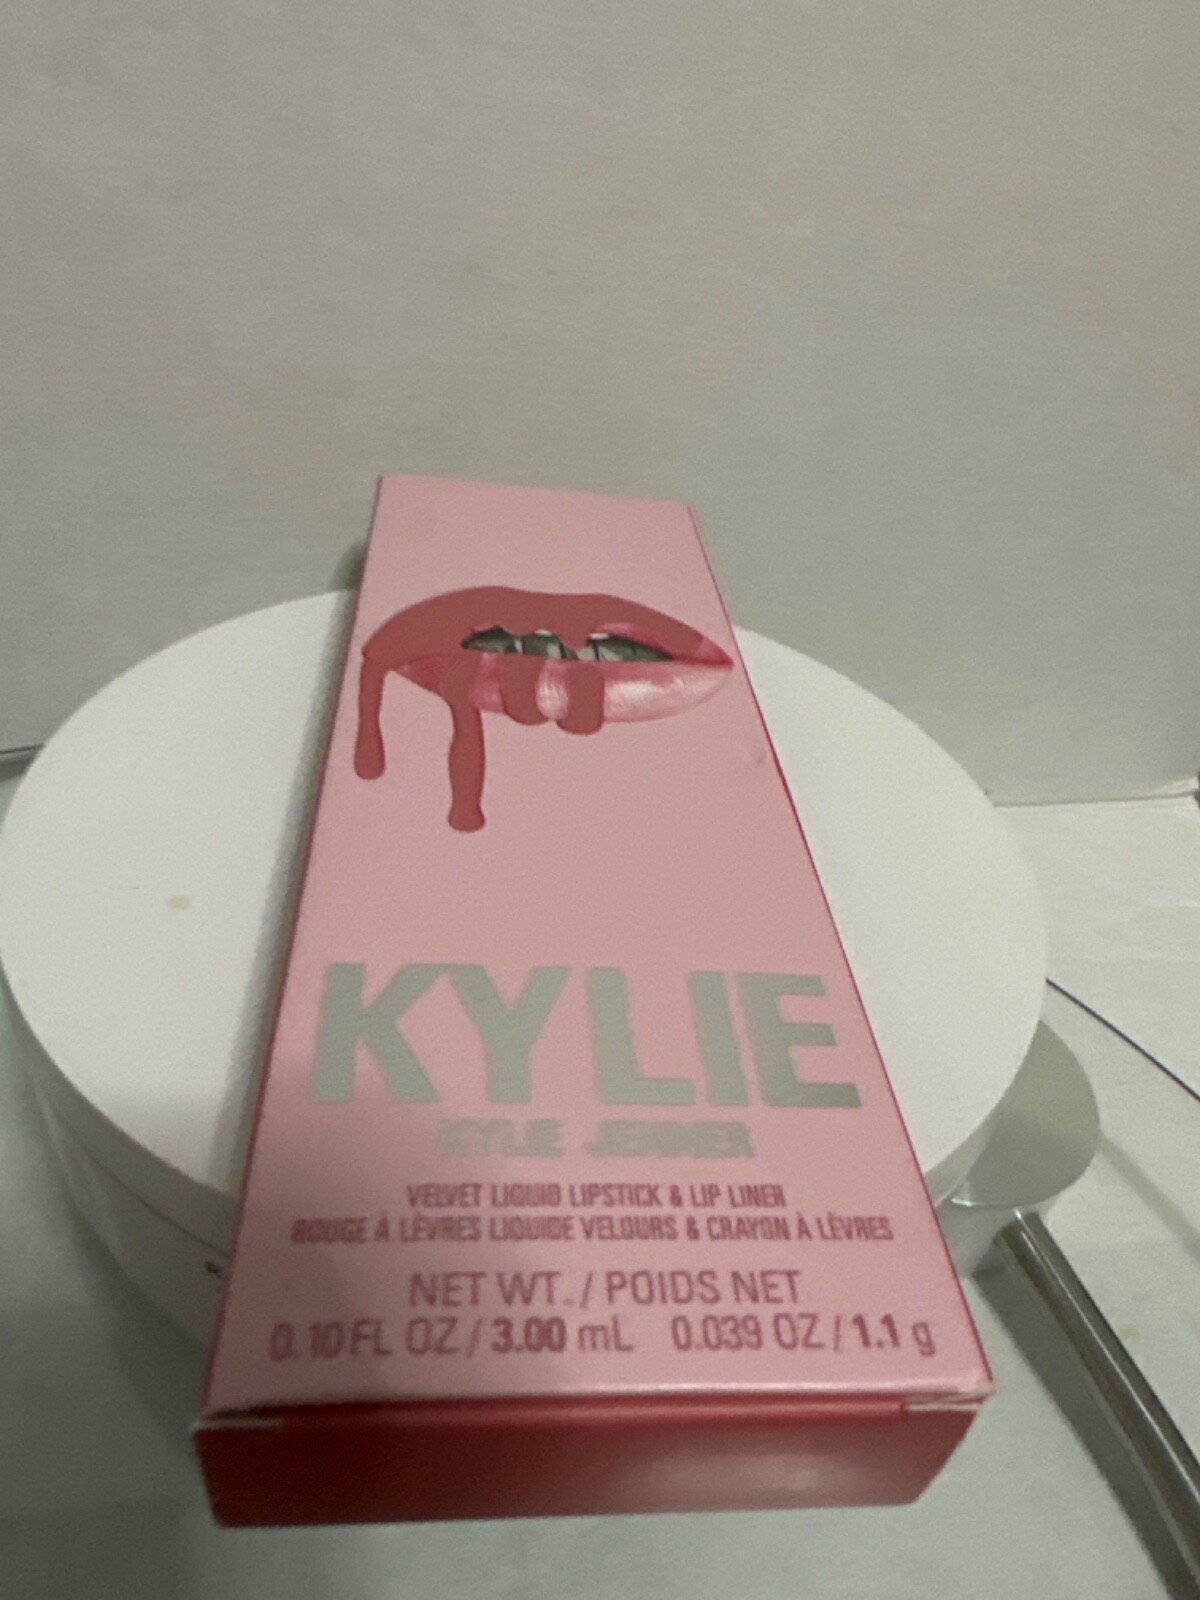 KYLIE
KYLIE JENNER
VELVET LIQUID LIPSTICK & LIP LINER
ROUGE À LÈVRES LIQUIDE VELOURS & CRAYON À LÈVRES
NET WT. / POIDS NET
0.10 FL OZ / 3.00 mL 0.039 OZ / 1.1 g